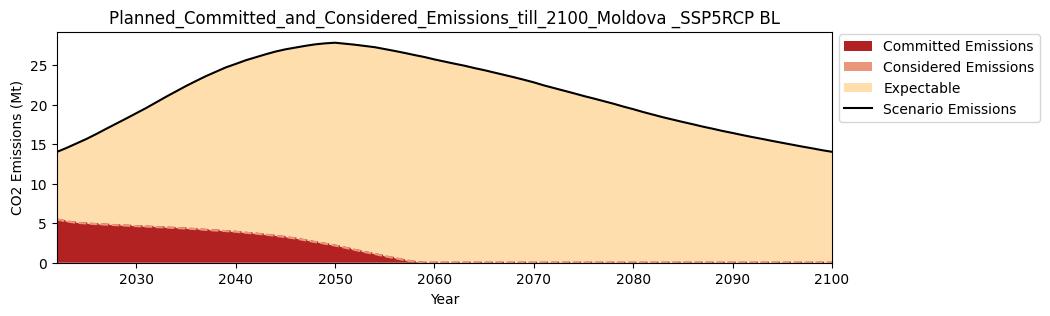 Planned_Committed_and_Considered_Emissions_till_2100_Moldova _SSP5RCP BL
Committed Emissions
Considered Emissions
Expectable
Scenario Emissions
CO2 Emissions (Mt)
25
20
15
10
5
0
2030 2040 2050 2060 2070 2080 2090 2100
Year